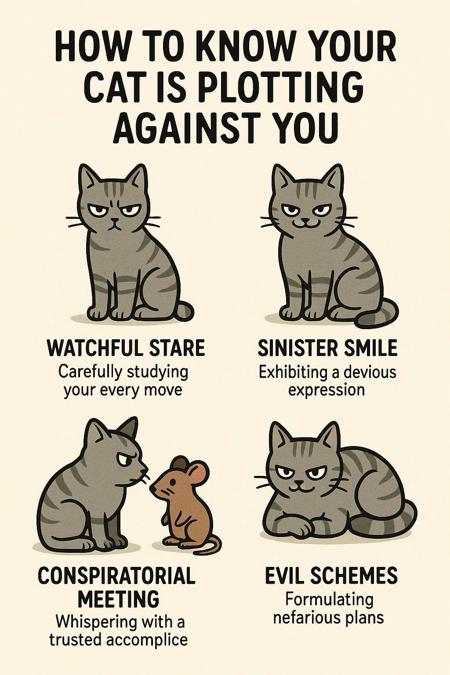 HOW TO KNOW YOUR
CAT IS PLOTTING
AGAINST YOU
WATCHFUL STARE
Carefully studying
your every move
SINISTER SMILE
Exhibiting a devious
expression
CONSPIRATORIAL
MEETING
Whispering with a
trusted accomplice
EVIL SCHEMES
Formulating
nefarious plans